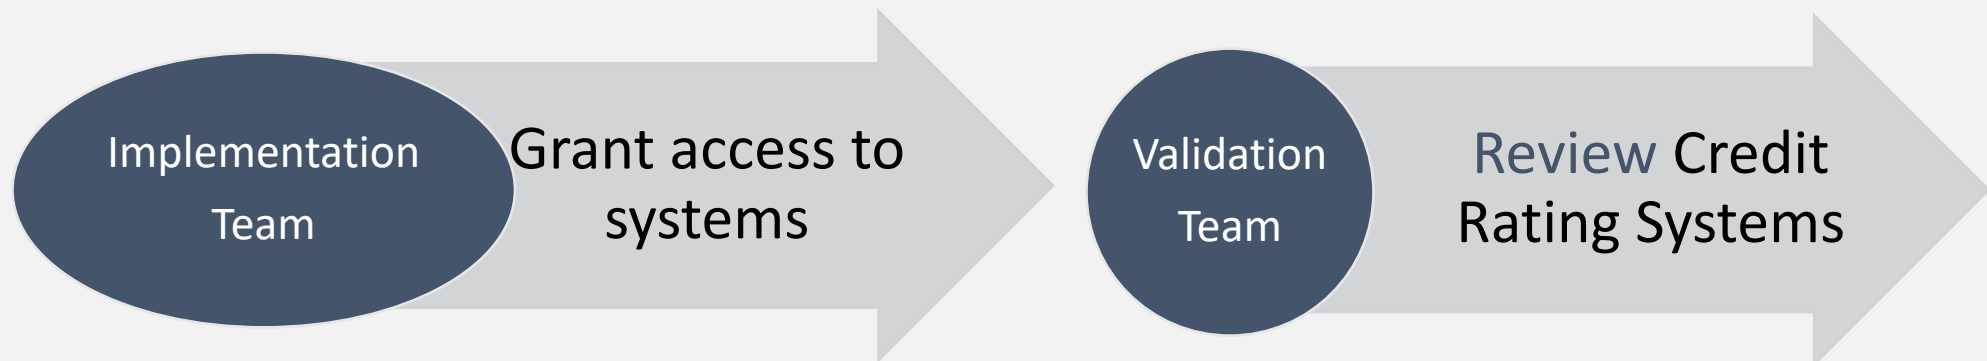 Implementation
Team
Grant access to
systems
Validation
Team
Review Credit
Rating Systems